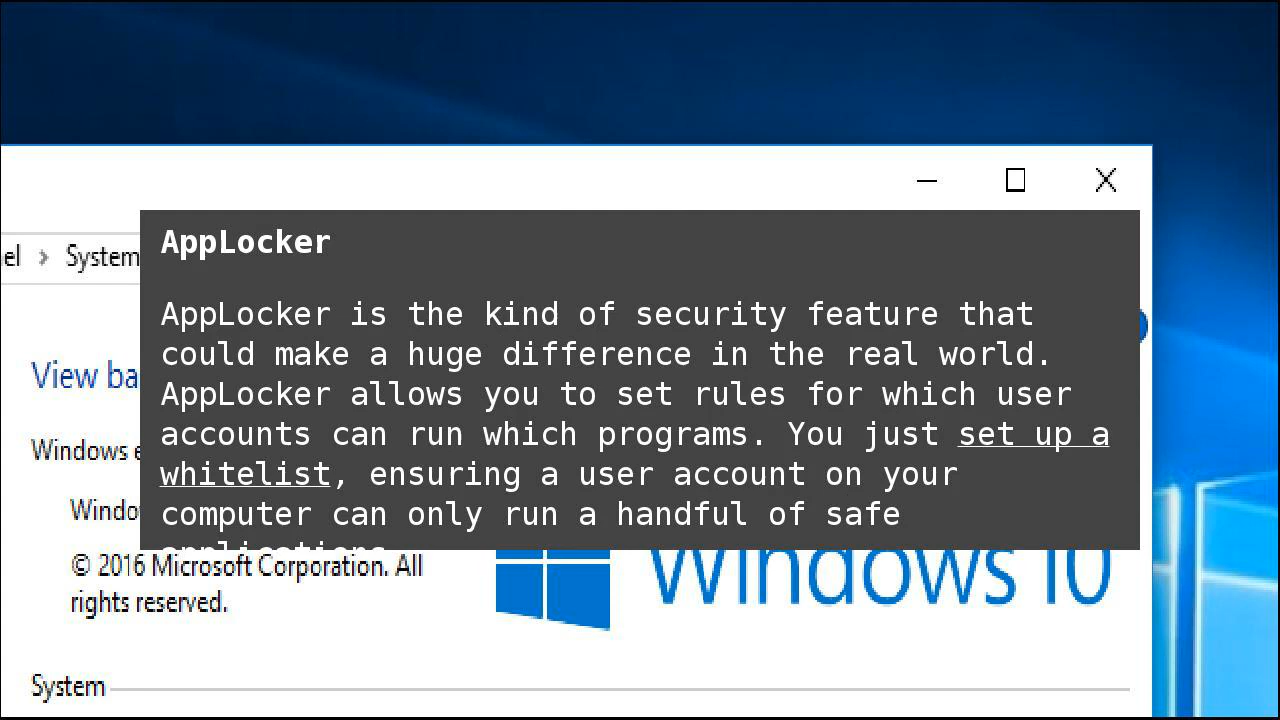 el > System
AppLocker
AppLocker is the kind of security feature that
could make a huge difference in the real world.
AppLocker allows you to set rules for which user
accounts can run which programs. You just set up a
whitelist, ensuring a user account on your
computer can only run a handful of safe
applications
View ba
Windows e
Windo
© 2016 Microsoft Corporation. All
rights reserved.
Windows 10
System